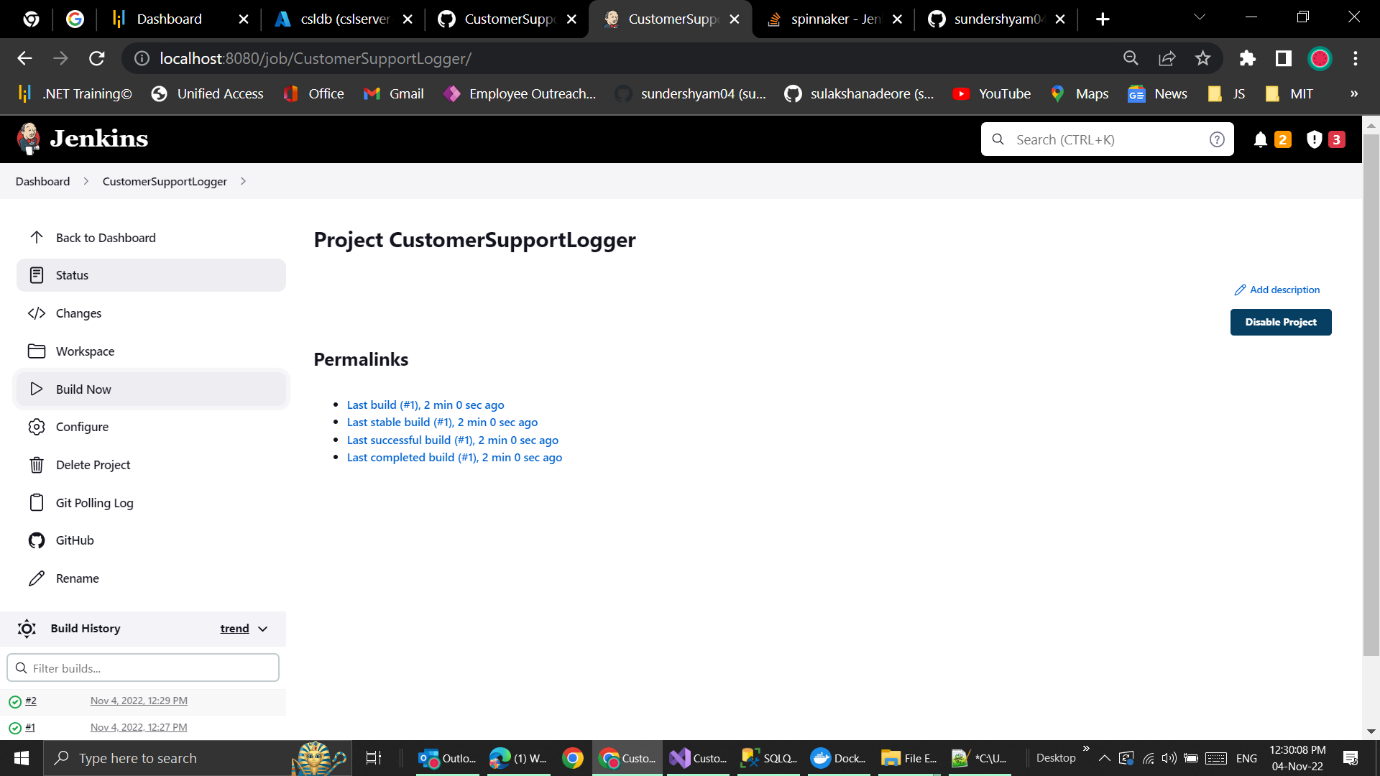 Dashboard
csldb (cslserver
CustomerSuppo
CustomerSuppo
spinnaker - Jen
sundershyam04
localhost:8080/job/CustomerSupportLogger/
.NET Training©
Unified Access
Office
Gmail
Employee Outreach...
sundershyam04 (su...
sulakshanadeore (s...
YouTube
Maps
News
JS
MIT
»
Jenkins
Search (CTRL+K)
2
3
Dashboard > CustomerSupportLogger >
Back to Dashboard
Status
Changes
Workspace
Build Now
Configure
Delete Project
Git Polling Log
GitHub
Rename
Build History
trend
Filter builds...
#2 Nov 4, 2022, 12:29 PM
#1 Nov 4, 2022, 12:27 PM
Project CustomerSupportLogger
Add description
Disable Project
Permalinks
• Last build (#1), 2 min 0 sec ago
• Last stable build (#1), 2 min 0 sec ago
• Last successful build (#1), 2 min 0 sec ago
• Last completed build (#1), 2 min 0 sec ago
Type here to search
Outlo...
(1) W...
Custo...
Custo...
SQLQ...
Dock...
File E...
*C:\U...
Desktop
»
ENG
12:30:08 PM
04-Nov-22